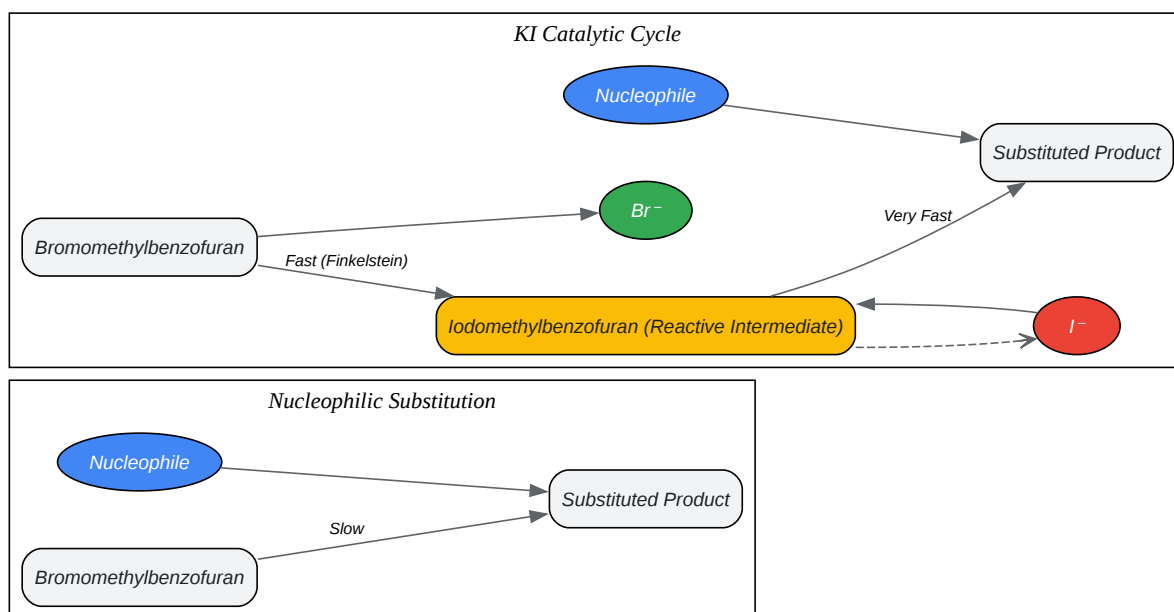 KI Catalytic Cycle
Nucleophile
Substituted Product
Br⁻
Very Fast
Bromomethylbenzofuran
Fast (Finkelstein)
Iodomethylbenzofuran (Reactive Intermediate)
I⁻
Nucleophilic Substitution
Nucleophile
Substituted Product
Slow
Bromomethylbenzofuran